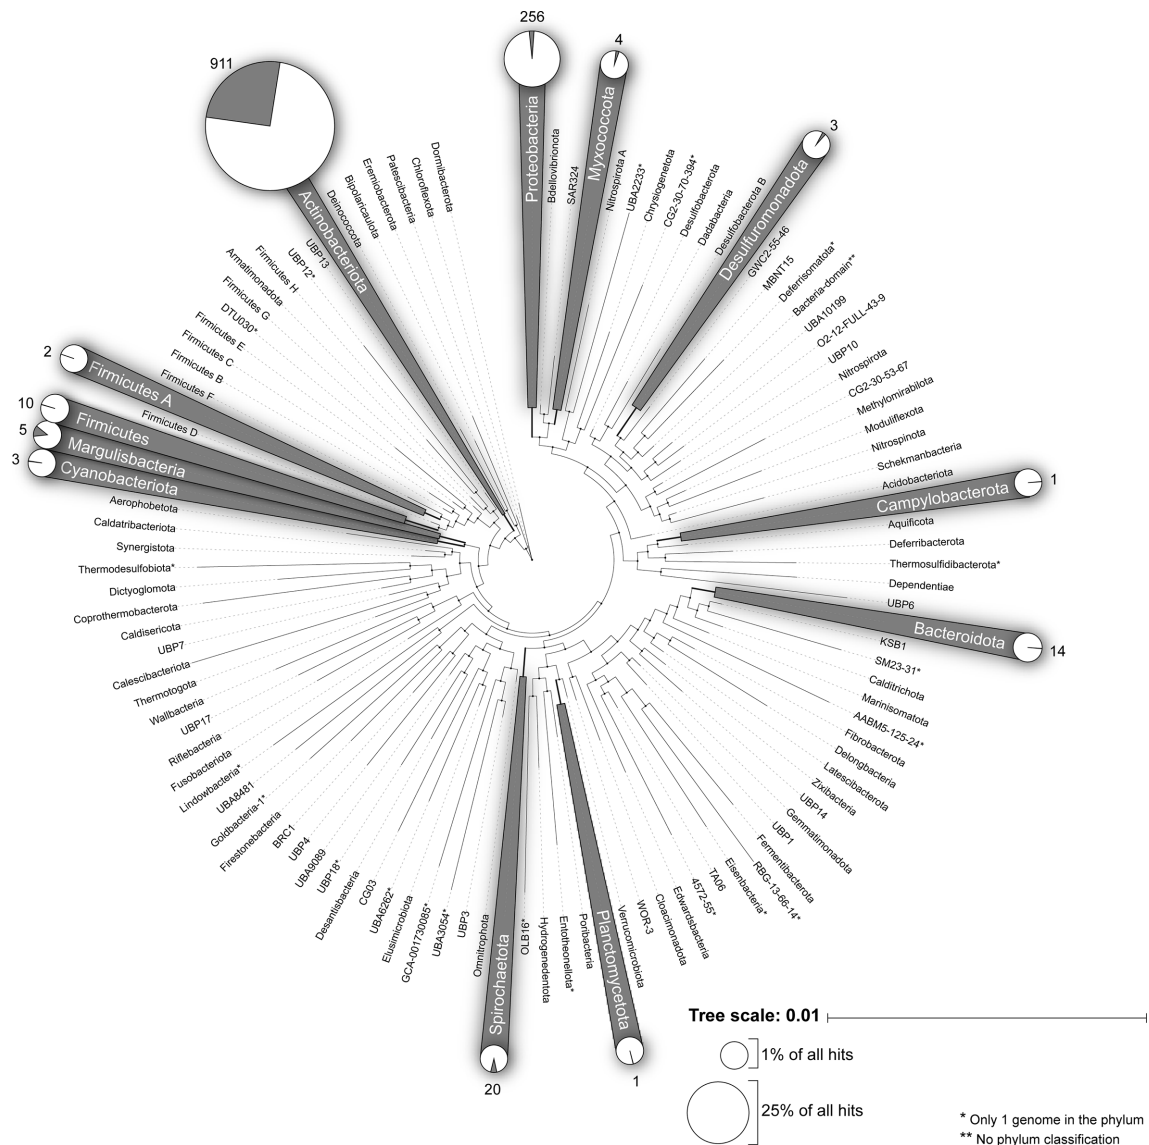 256
4
911
3
Proteobacteria
Bdellovibrionota
SAR324
Myxococcota
Nitrospirota A
UBA2233*
Chrysiogenetota
CG2-30-70-394*
Desulfobacterota
Dadabacteria
Desulfobacterota B
Desulfuromonadota
GWC2-55-46
MBNT15
Deferrisomatota*
Bacteria-domain**
UBA10199
O2-12-FULL-43-9
UBP10
Nitrospirota
CG2-30-53-67
Methylomirabilota
Moduliflexota
Nitrospinota
Schekmanbacteria
Acidobacteriota
Campylobacterota
1
Aquificota
Deferribacterota
Thermosulfidibacterota*
Dependentiae
UBP6
Bacteroidota
14
KSB1
SM23-31*
Calditrichota
Marinisomatota
AABM5-125-24*
Fibrobacterota
Delongbacteria
Latescibacterota
Zixibacteria
UBP14
Gemmatimonadota
UBP1
Fermentibacterota
RBG-13-66-14*
Eisenbacteria*
TA06
4572-55*
Edwardsbacteria
Cloacimonadota
WOR-3
Verrucomicrobiota
Planctomycetota
1
Poribacteria
Entotheonellota*
Hydrogenedentota
OLB16*
Spirochaetota
20
Omnitrophota
UBP3
UBA3054*
GCA-001730085*
Elusimicrobiota
UBA6262*
CG03
Desantisbacteria
UBP18*
UBA9089
UBP4
BRC1
Firestonebacteria
Goldbacteria-1*
UBA8481
Lindowbacteria*
Fusobacteriota
Riflebacteria
UBP17
Wallbacteria
Thermotogota
Calescibacteriota
UBP7
Caldisericota
Coprothermobacterota
Dictyoglomota
Thermodesulfobiota*
Synergistota
Caldatribacteriota
Aerophobetota
3
Cyanobacteriota
5
Margulisbacteria
10
Firmicutes
Firmicutes D
2
Firmicutes A
Firmicutes F
Firmicutes B
Firmicutes C
Firmicutes E
DTU030*
Firmicutes G
Armatimonadota
Firmicutes H
UBP12*
UBP13
Actinobacteriota
Deinococcota
Bipolaricaulota
Eremiobacterota
Patescibacteria
Chloroflexota
Dormibacterota
Tree scale: 0.01
1% of all hits
25% of all hits
* Only 1 genome in the phylum
** No phylum classification